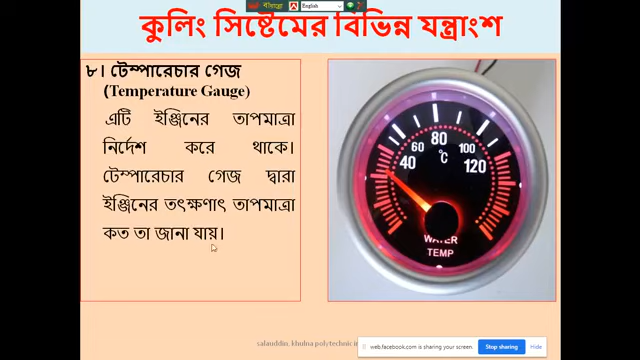 English
কুলিং সিষ্টেমের বিভিন্ন যন্ত্রাংশ
৮। টেম্পারেচার গেজ
(Temperature Gauge)
এটি ইঞ্জিনের তাপমাত্রা
নির্দেশ করে থাকে।
টেম্পারেচার গেজ দ্বারা
ইঞ্জিনের তৎক্ষণাৎ তাপমাত্রা
কত তা জানা যায়।
40 60 80 100 120
°C
WATER
TEMP
salauddin, khulna polytechnic
web.facebook.com is sharing your screen.
Stop sharing
Hide